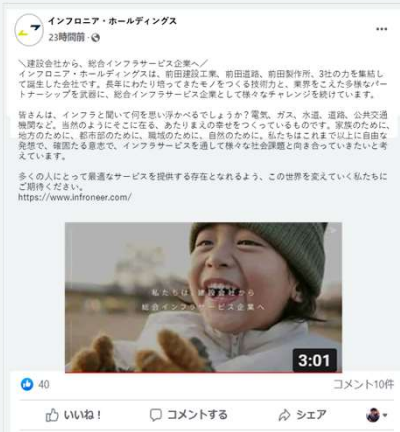 インフロニア・ホールディングス
23時間前・
＼建設会社から、総合インフラサービス企業へ／
インフロニア・ホールディングスは、前田建設工業、前田道路、前田製作所、3社の力を集結し
て誕生した会社です。長年にわたり培ってきたモノをつくる技術力と、業界をこえた多様なパー
トナーシップを武器に、総合インフラサービス企業として様々なチャレンジを続けています。
皆さんは、インフラと聞いて何を思い浮かべるでしょうか？電気、ガス、水道、道路、公共交通
機関など。当然のようにそこに在る、あたりまえの幸せをつくっているものです。家族のために、
地方のために、都市部のために、職域のために、自然のために。私たちはこれまで以上に自由な
発想で、確固たる意志で、インフラサービスを通して様々な社会課題と向き合っていきたいと考
えています。
多くの人にとって最適なサービスを提供する存在となれるよう、この世界を変えていく私たちに
ご期待ください。
https://www.infroneer.com/
私たちは、建設会社から
総合インフラサービス企業へ
3:01
40
コメント10件
いいね！
コメントする
シェア